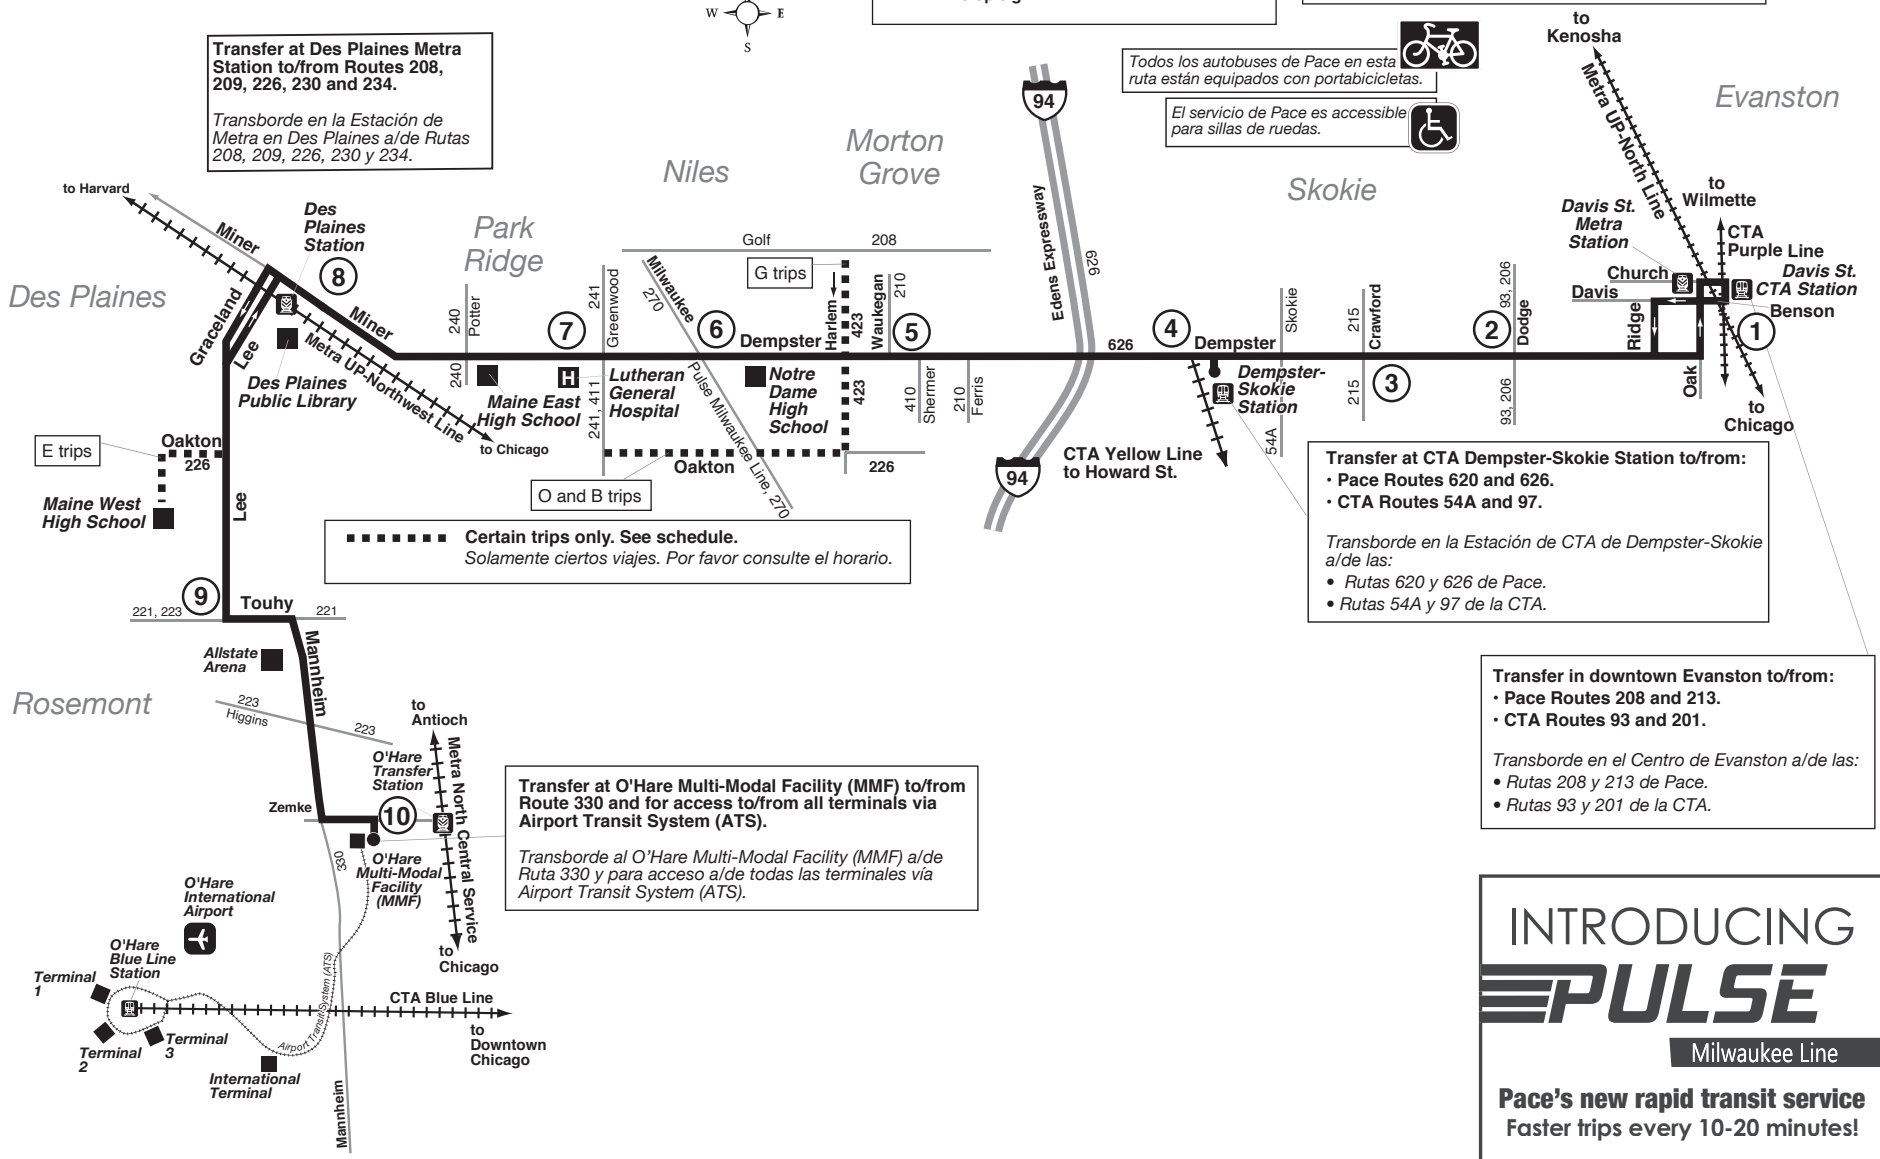 W
E
S
Transfer at Des Plaines Metra
Station to/from Routes 208,
209, 226, 230 and 234.
Transborde en la Estación de
Metra en Des Plaines a/de Rutas
208, 209, 226, 230 y 234.
Todos los autobuses de Pace en esta
ruta están equipados con portabicicletas.
El servicio de Pace es accessible
para sillas de ruedas.
to
Kenosha
Metra UP-North Line
Evanston
Morton
Grove
Niles
Skokie
Park
Ridge
Des Plaines
Rosemont
to Harvard
Miner
Des
Plaines
Station
8
Miner
Graceland
Lee
Des Plaines
Public Library
Metra UP-Northwest Line
to Chicago
240
Potter
240
Maine East
High School
7
241
Greenwood
H
Lutheran
General
Hospital
241, 411
Milwaukee
270
Pulse Milwaukee Line, 270
6
Golf
208
G trips
Dempster
Harlem
423
423
Waukegan
210
5
Notre
Dame
High
School
410
Shermer
210
Ferris
94
Edens Expressway
626
94
626
4
Dempster
Dempster-
Skokie
Station
CTA Yellow Line
to Howard St.
Skokie
54A
215
Crawford
215
3
2
93, 206
Dodge
93, 206
Davis St.
Metra
Station
to
Wilmette
CTA
Purple Line
Davis St.
CTA Station
Church
Davis
Benson
Ridge
Oak
1
to
Chicago
E trips
Oakton
226
Maine West
High School
Lee
O and B trips
Oakton
226
Certain trips only. See schedule.
Solamente ciertos viajes. Por favor consulte el horario.
Transfer at CTA Dempster-Skokie Station to/from:
• Pace Routes 620 and 626.
• CTA Routes 54A and 97.
Transborde en la Estación de CTA de Dempster-Skokie
a/de las:
• Rutas 620 y 626 de Pace.
• Rutas 54A y 97 de la CTA.
9
Touhy
221, 223
221
Allstate
Arena
Mannheim
223
Higgins
223
Transfer in downtown Evanston to/from:
• Pace Routes 208 and 213.
• CTA Routes 93 and 201.
Transborde en el Centro de Evanston a/de las:
• Rutas 208 y 213 de Pace.
• Rutas 93 y 201 de la CTA.
to
Antioch
Metra North Central Service
O'Hare
Transfer
Station
Zemke
10
330
O'Hare
Multi-Modal
Facility
(MMF)
to
Chicago
Transfer at O'Hare Multi-Modal Facility (MMF) to/from
Route 330 and for access to/from all terminals via
Airport Transit System (ATS).
Transborde al O'Hare Multi-Modal Facility (MMF) a/de
Ruta 330 y para acceso a/de todas las terminales vía
Airport Transit System (ATS).
O'Hare
International
Airport
O'Hare
Blue Line
Station
Terminal
1
Terminal
2
Terminal
3
International
Terminal
Airport Transit System (ATS)
Airport Transit System (ATS)
CTA Blue Line
to
Downtown
Chicago
Mannheim
INTRODUCING
PULSE
Milwaukee Line
Pace's new rapid transit service
Faster trips every 10-20 minutes!